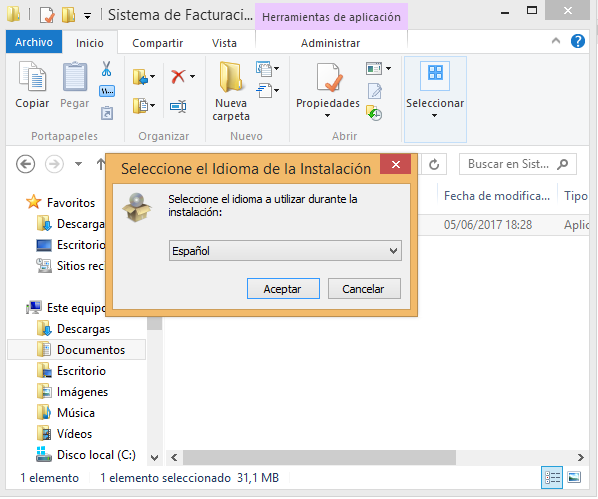 Sistema de Facturaci...
Herramientas de aplicación
Archivo
Inicio
Compartir
Vista
Administrar
Copiar
Pegar
Nueva
carpeta
Propiedades
Seleccionar
Portapapeles
Organizar
Nuevo
Abrir
Buscar en Sist...
Seleccione el Idioma de la Instalación
Seleccione el idioma a utilizar durante la
instalación:
Español
Aceptar
Cancelar
Fecha de modifica...
Tipo
05/06/2017 18:28
Aplic
Favoritos
Descarga
Escritorio
Sitios rec
Este equipo
Descargas
Documentos
Escritorio
Imágenes
Música
Vídeos
Disco local (C:)
1 elemento
1 elemento seleccionado 31,1 MB